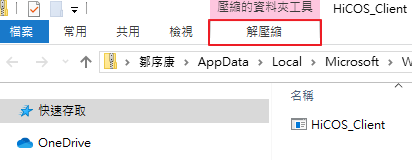 壓縮的資料夾工具
HiCOS_Client
檔案 常用 共用 檢視 解壓縮
鄒序康 › AppData › Local › Microsoft ›
快速存取
名稱
HiCOS_Client
OneDrive